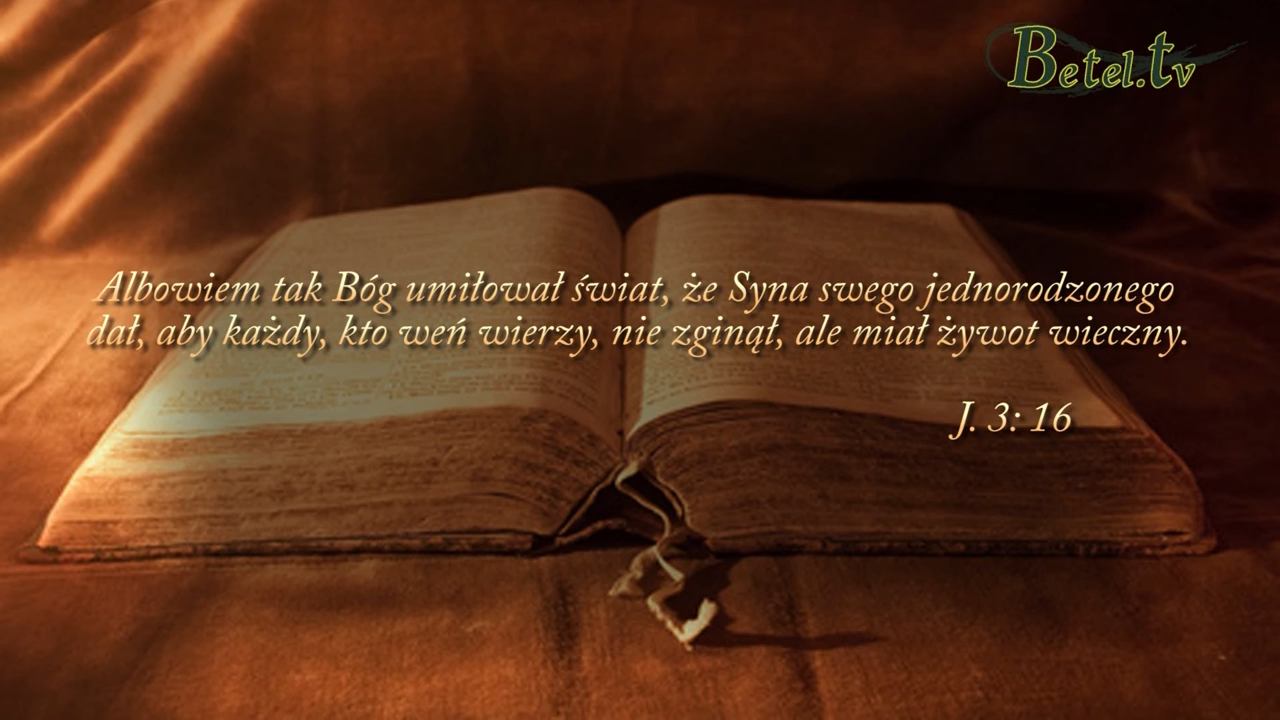 Betel.tv
Albowiem tak Bóg umiłował świat, że Syna swego jednorodzonego
dał, aby każdy, kto weń wierzy, nie zginął, ale miał żywot wieczny.
J. 3: 16